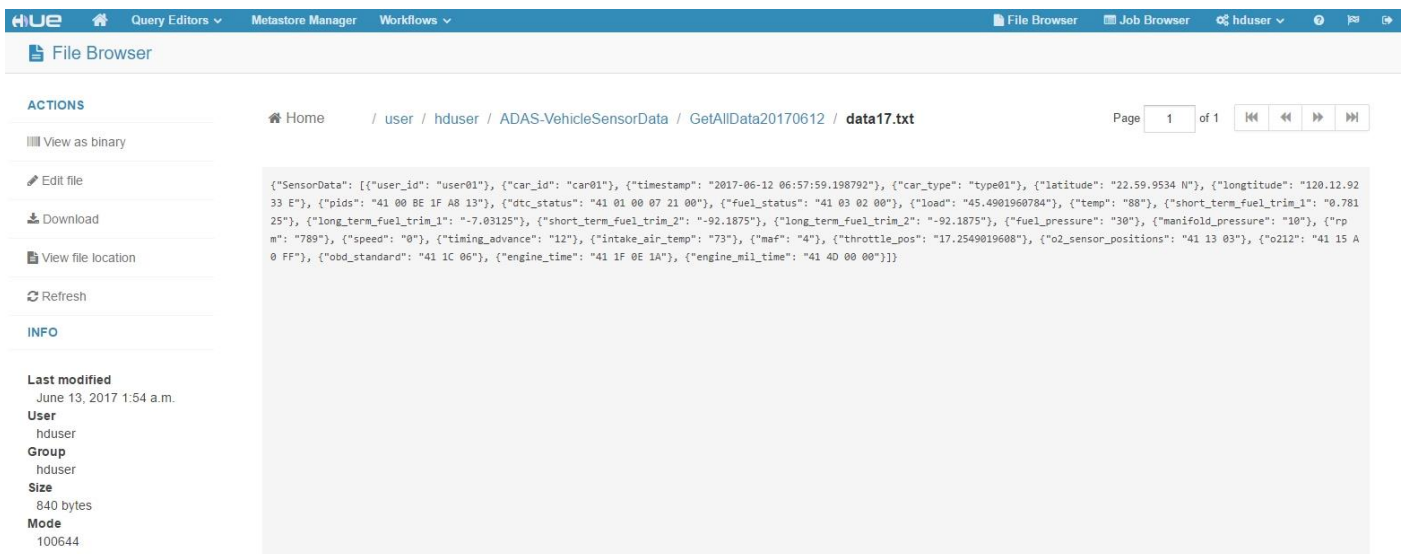 HUE Query Editors Metastore Manager Workflows File Browser Job Browser hduser
File Browser
ACTIONS
View as binary
Edit file
Download
View file location
Refresh
INFO
Last modified
June 13, 2017 1:54 a.m.
User
hduser
Group
hduser
Size
840 bytes
Mode
100644
Home / user / hduser / ADAS-VehicleSensorData / GetAllData20170612 / data17.txt Page 1 of 1
{"SensorData": [{"user_id": "user01"}, {"car_id": "car01"}, {"timestamp": "2017-06-12 06:57:59.198792"}, {"car_type": "type01"}, {"latitude": "22.59.9534 N"}, {"longtitude": "120.12.92
33 E"}, {"pids": "41 00 BE 1F A8 13"}, {"dtc_status": "41 01 00 07 21 00"}, {"fuel_status": "41 03 02 00"}, {"load": "45.4901960784"}, {"temp": "88"}, {"short_term_fuel_trim_1": "0.781
25"}, {"long_term_fuel_trim_1": "-7.03125"}, {"short_term_fuel_trim_2": "-92.1875"}, {"long_term_fuel_trim_2": "-92.1875"}, {"fuel_pressure": "30"}, {"manifold_pressure": "10"}, {"rp
m": "789"}, {"speed": "0"}, {"timing_advance": "12"}, {"intake_air_temp": "73"}, {"maf": "4"}, {"throttle_pos": "17.2549019608"}, {"o2_sensor_positions": "41 13 03"}, {"o212": "41 15 A
0 FF"}, {"obd_standard": "41 1C 06"}, {"engine_time": "41 1F 0E 1A"}, {"engine_mil_time": "41 4D 00 00"}]}